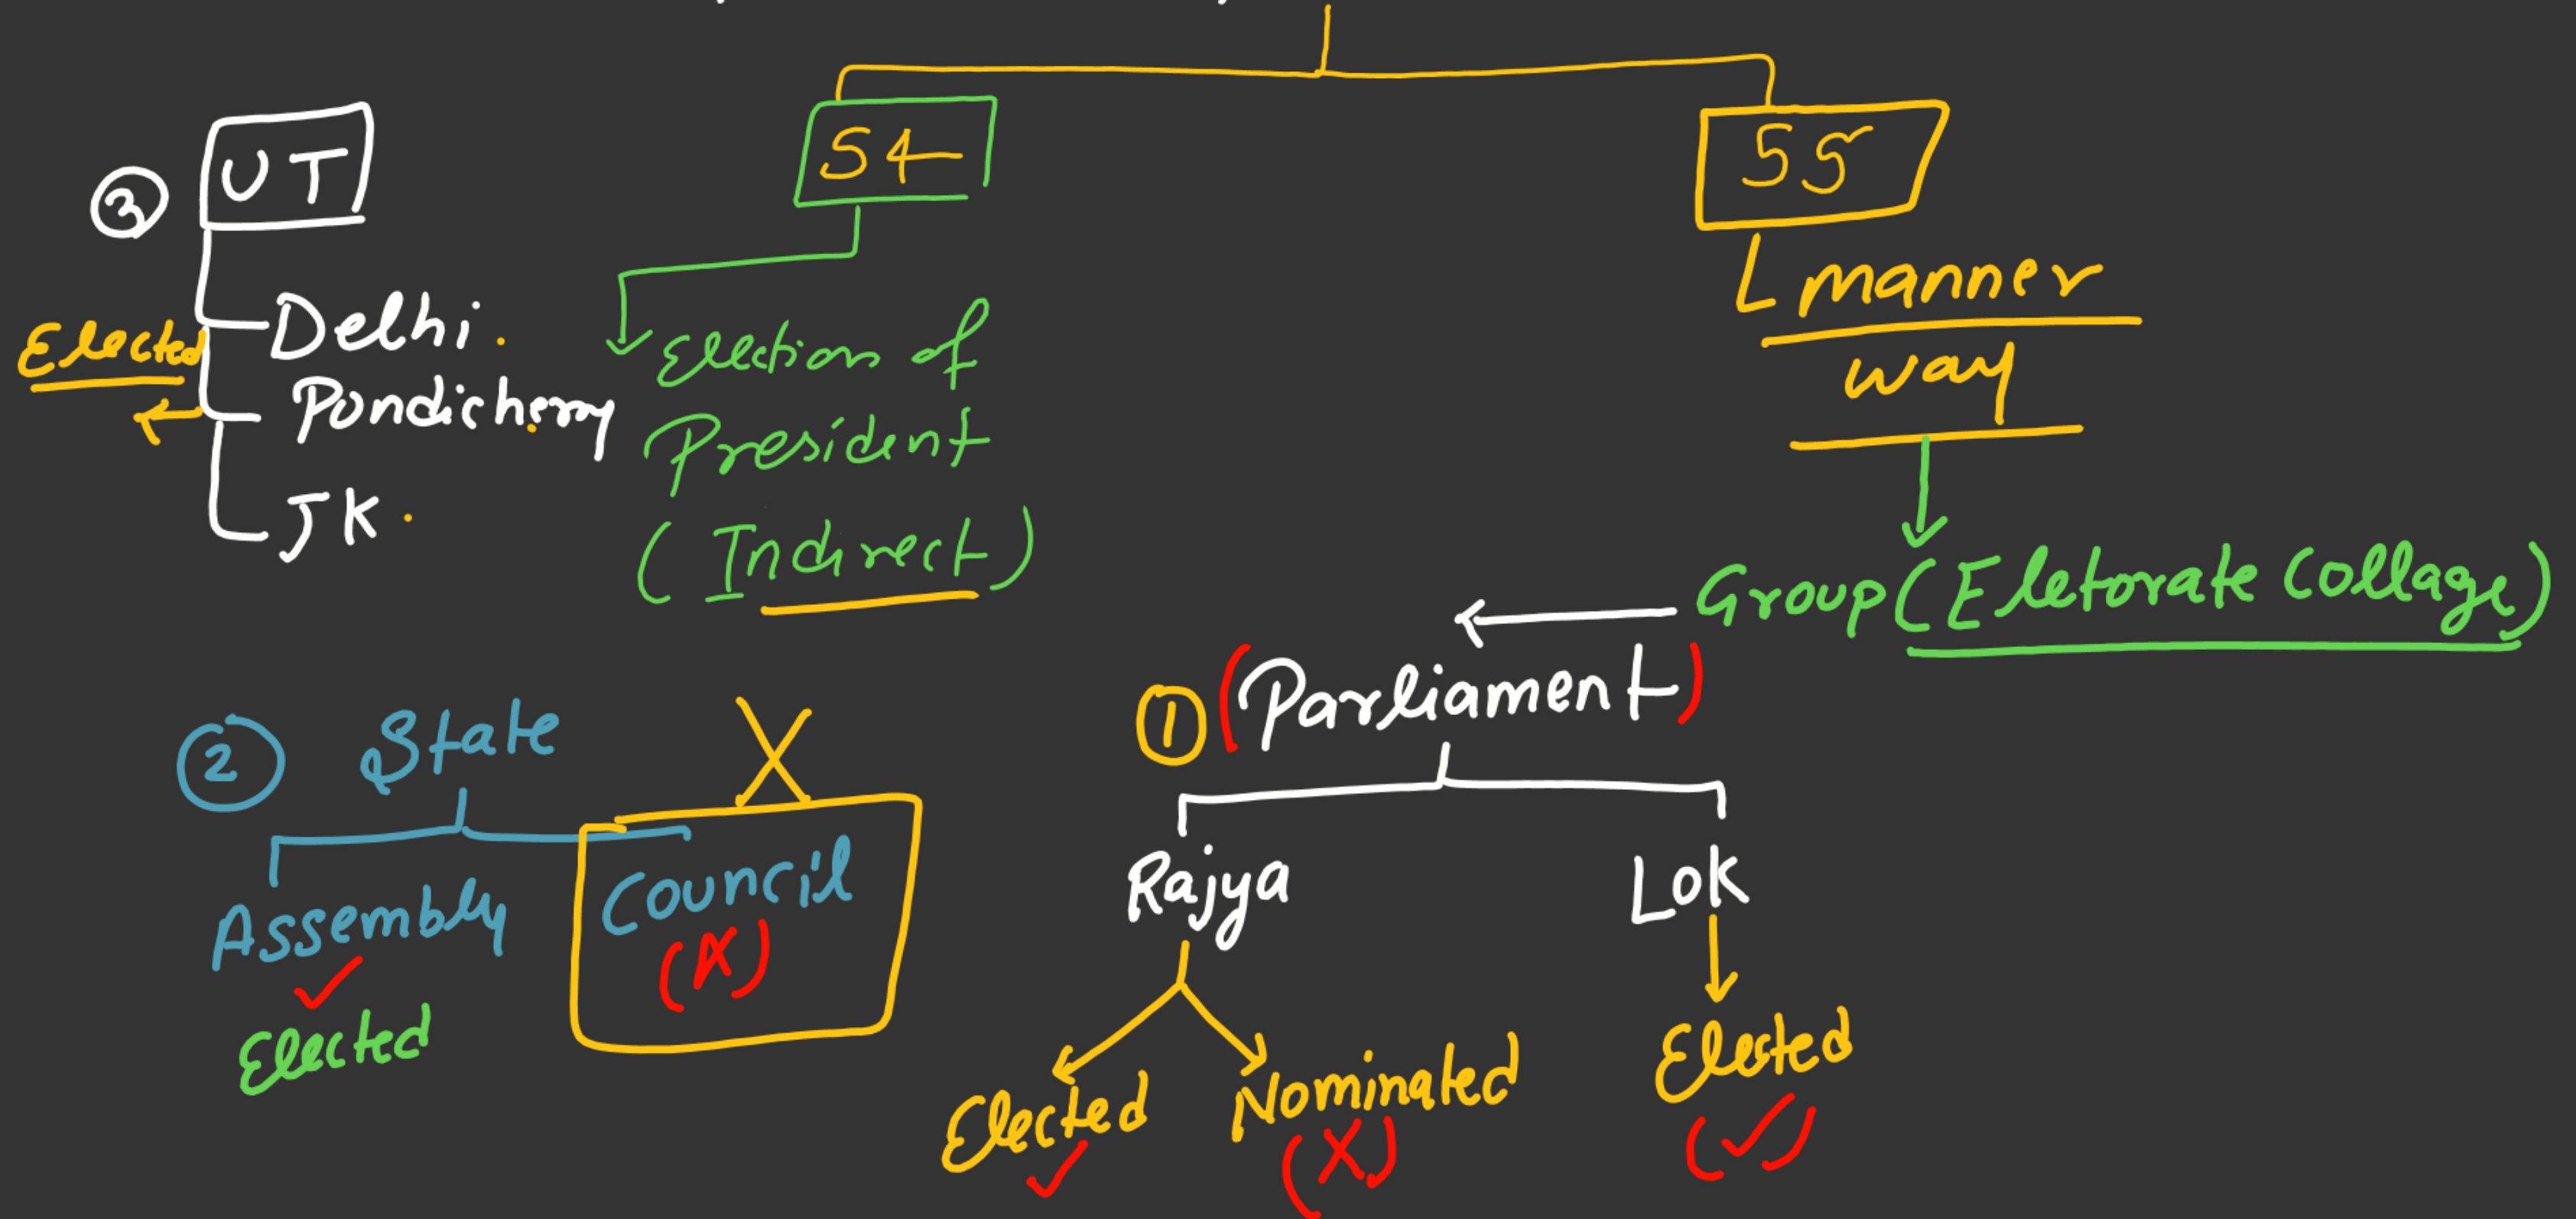 54
55
③ UT
Delhi
Elected
Pondicherry
JK
Election of
President
(Indirect)
manner
way
Group (Eletorate Collage)
① (Parliament)
Rajya
Lok
Elected
Nominated
(X)
Elected
(✓)
② State
X
Assembly
✓
Elected
Council
(X)